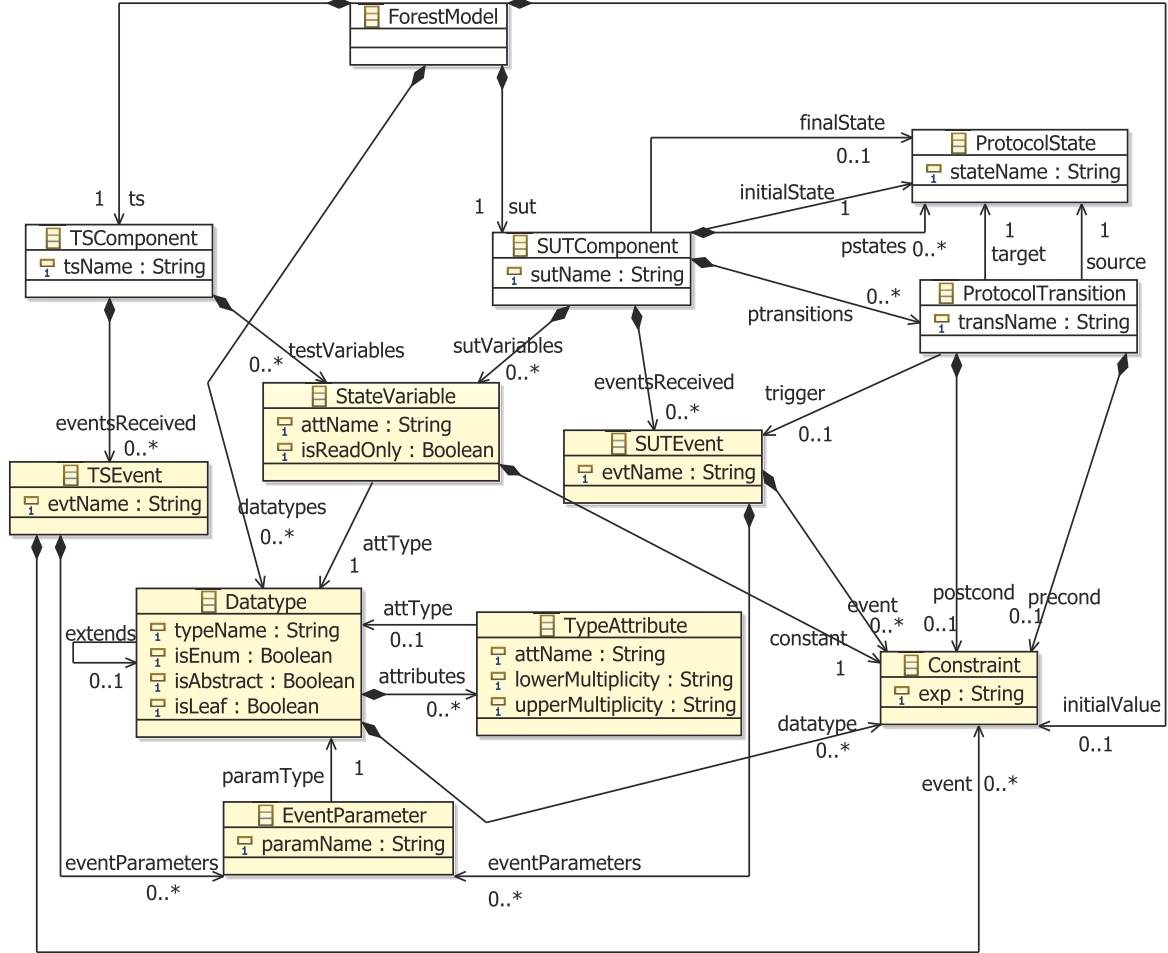 ForestModel
finalState
0..1
ProtocolState
stateName : String
initialState
1
1 ts
1 sut
TSComponent
tsName : String
SUTComponent
sutName : String
pstates 0..*
1
target
1
source
ProtocolTransition
transName : String
0..*
ptransitions
testVariables
0..*
sutVariables
0..*
StateVariable
attName : String
isReadOnly : Boolean
eventsReceived
0..*
trigger
0..1
eventsReceived
0..*
SUTEvent
evtName : String
TSEvent
evtName : String
datatypes
0..*
attType
1
Datatype
typeName : String
isEnum : Boolean
isAbstract : Boolean
isLeaf : Boolean
extends
0..1
attType
0..1
attributes
0..*
TypeAttribute
attName : String
lowerMultiplicity : String
upperMultiplicity : String
event
0..*
postcond
0..1
precond
0..1
constant
1
Constraint
exp : String
initialValue
0..1
datatype
0..*
paramType
1
event 0..*
EventParameter
paramName : String
eventParameters
0..*
eventParameters
0..*